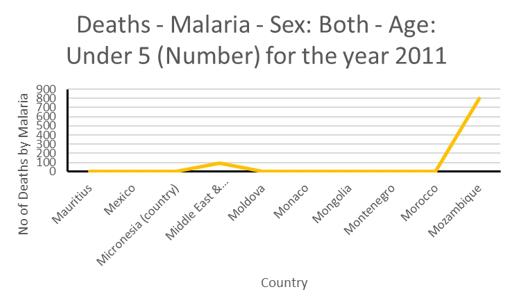 Deaths - Malaria - Sex: Both - Age:
Under 5 (Number) for the year 2011
No of Deaths by Malaria
900
800
700
600
500
400
300
200
100
0
Mauritius
Mexico
Micronesia (country)
Middle East &...
Moldova
Monaco
Mongolia
Montenegro
Morocco
Mozambique
Country